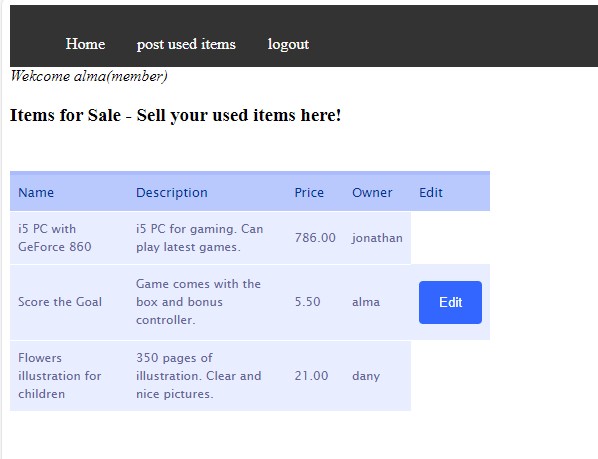 Home post used items logout
Wekcome alma(member)
Items for Sale - Sell your used items here!
Name Description Price Owner Edit
i5 PC with i5 PC for gaming. Can
GeForce 860 play latest games. 786.00 jonathan
Game comes with the
Score the Goal box and bonus 5.50 alma Edit
controller.
Flowers 350 pages of
illustration for illustration. Clear and 21.00 dany
children nice pictures.